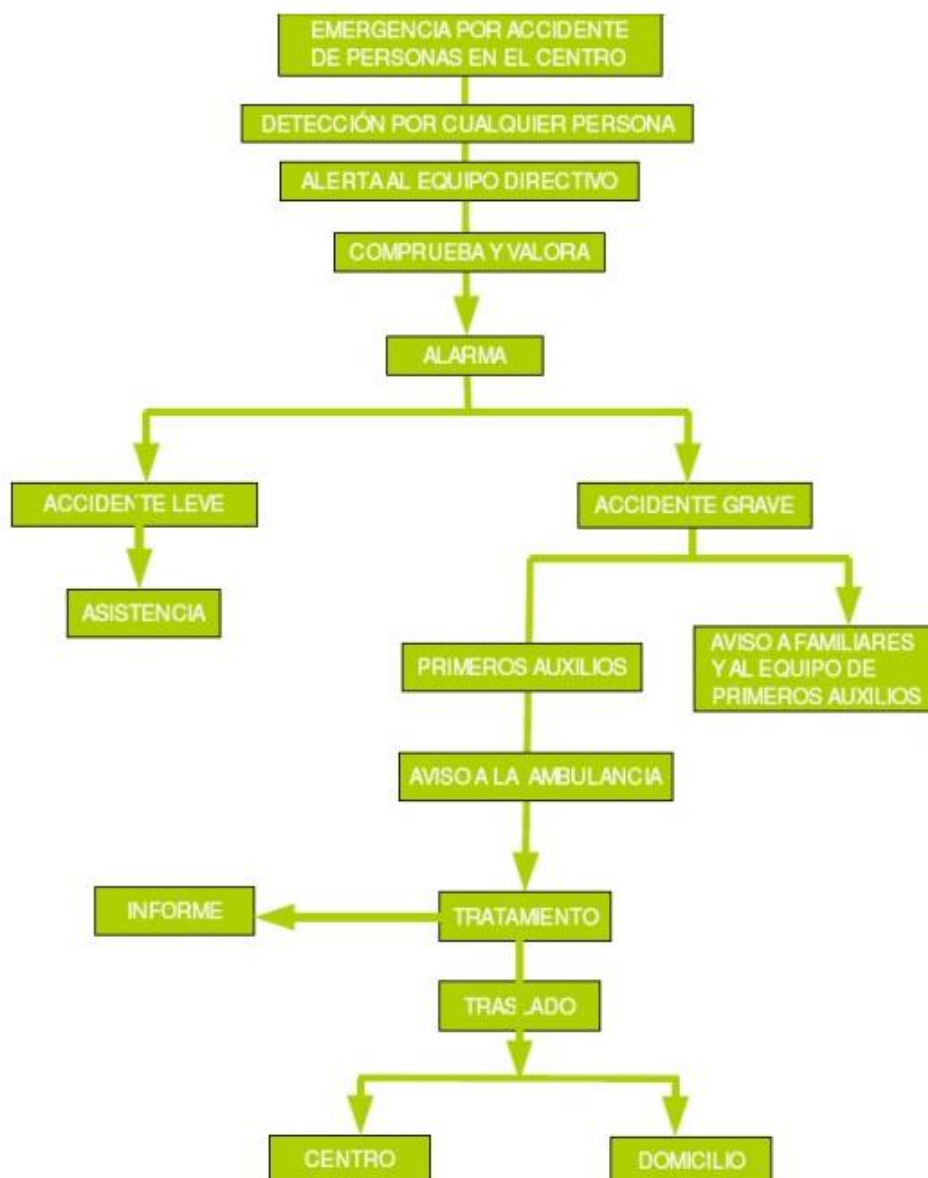 EMERGENCIA POR ACCIDENTE
DE PERSONAS EN EL CENTRO
DETECCIÓN POR CUALQUIER PERSONA
ALERTA AL EQUIPO DIRECTIVO
COMPRUEBA Y VALORA
ALARMA
ACCIDENTE LEVE
ACCIDENTE GRAVE
ASISTENCIA
PRIMEROS AUXILIOS
AVISO A FAMILIARES
Y AL EQUIPO DE
PRIMEROS AUXILIOS
AVISO A LA AMBULANCIA
INFORME
TRATAMIENTO
TRASLADO
CENTRO
DOMICILIO